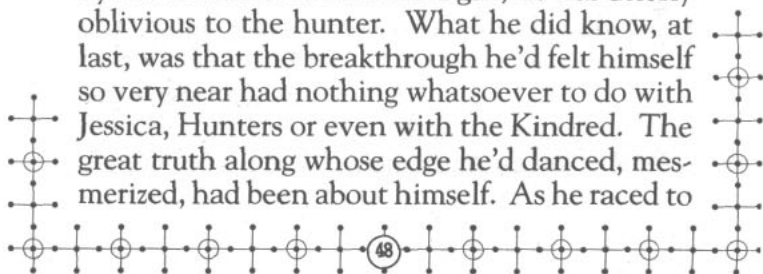 oblivious to the hunter. What he did know, at
last, was that the breakthrough he'd felt himself
so very near had nothing whatsoever to do with
Jessica, Hunters or even with the Kindred. The
great truth along whose edge he'd danced, mes-
merized, had been about himself. As he raced to
48